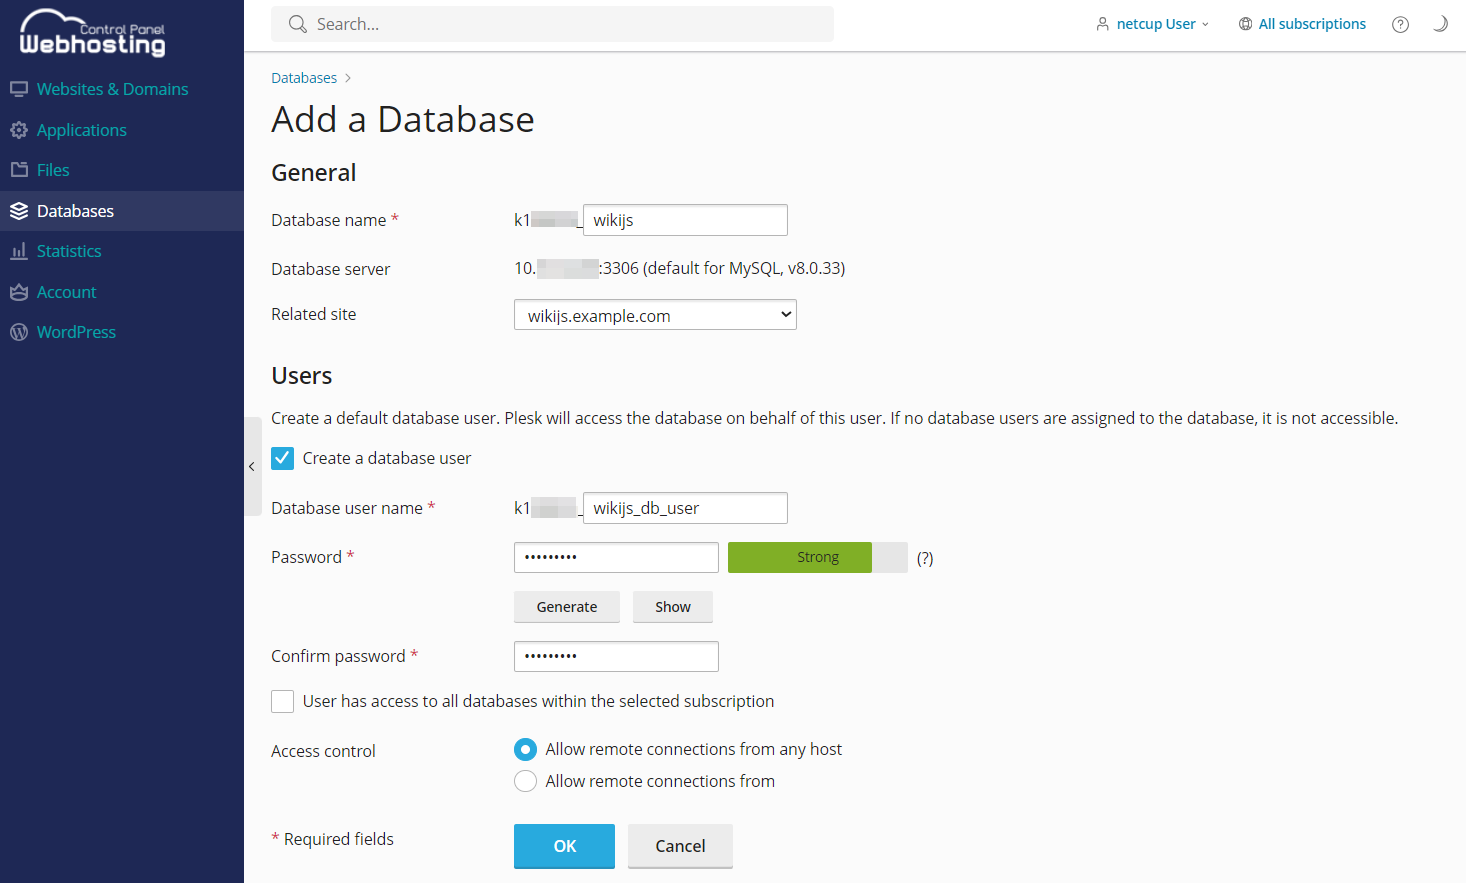 Control Panel
Webhosting
Search...
netcup User
All subscriptions
?
Websites & Domains
Applications
Files
Databases
Statistics
Account
WordPress
Databases >
Add a Database
General
Database name * k1 _ wikijs
Database server 10. :3306 (default for MySQL, v8.0.33)
Related site wikijs.example.com
Users
Create a default database user. Plesk will access the database on behalf of this user. If no database users are assigned to the database, it is not accessible.
Create a database user
Database user name * k1 _ wikijs_db_user
Password * ••••••••• Strong (?)
Generate Show
Confirm password * •••••••••
User has access to all databases within the selected subscription
Access control Allow remote connections from any host
Allow remote connections from
* Required fields OK Cancel